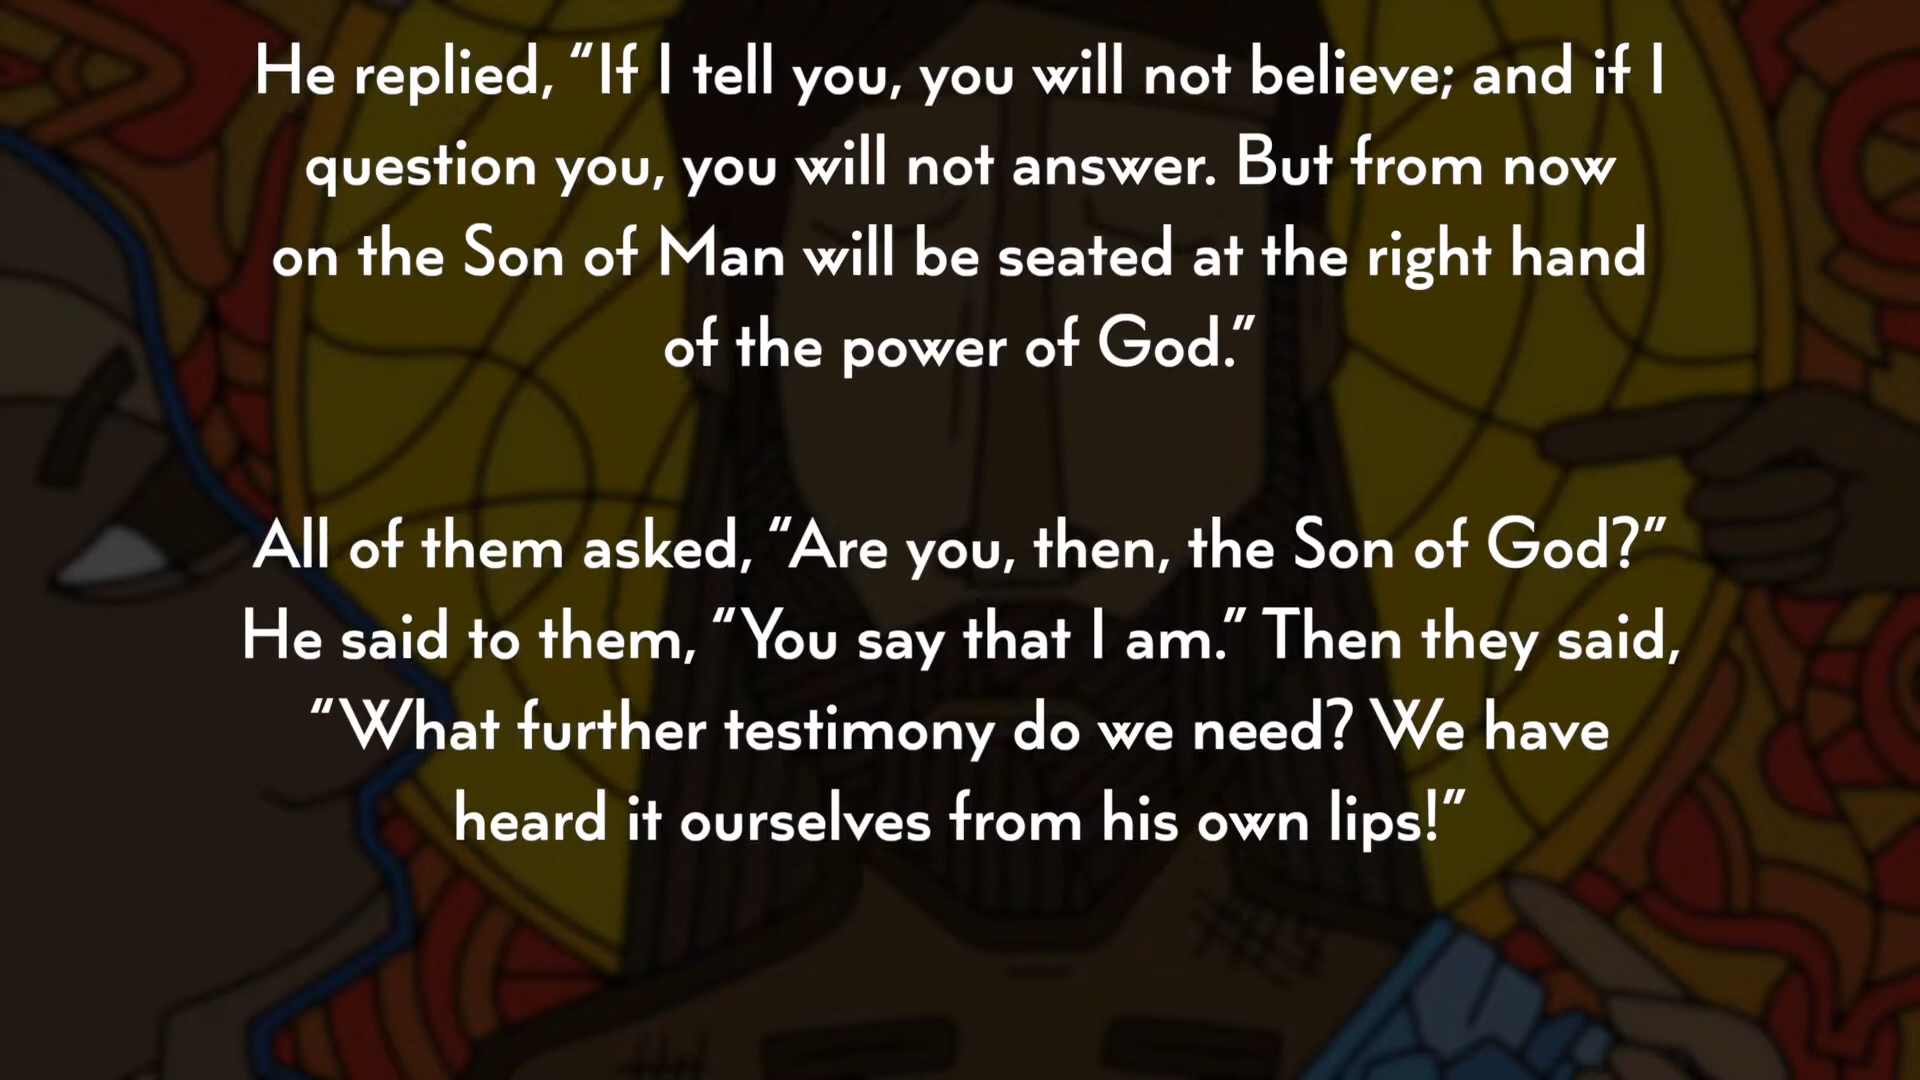 He replied, “If I tell you, you will not believe; and if I
question you, you will not answer. But from now
on the Son of Man will be seated at the right hand
of the power of God.”
All of them asked, “Are you, then, the Son of God?”
He said to them, “You say that I am.” Then they said,
“What further testimony do we need? We have
heard it ourselves from his own lips!”